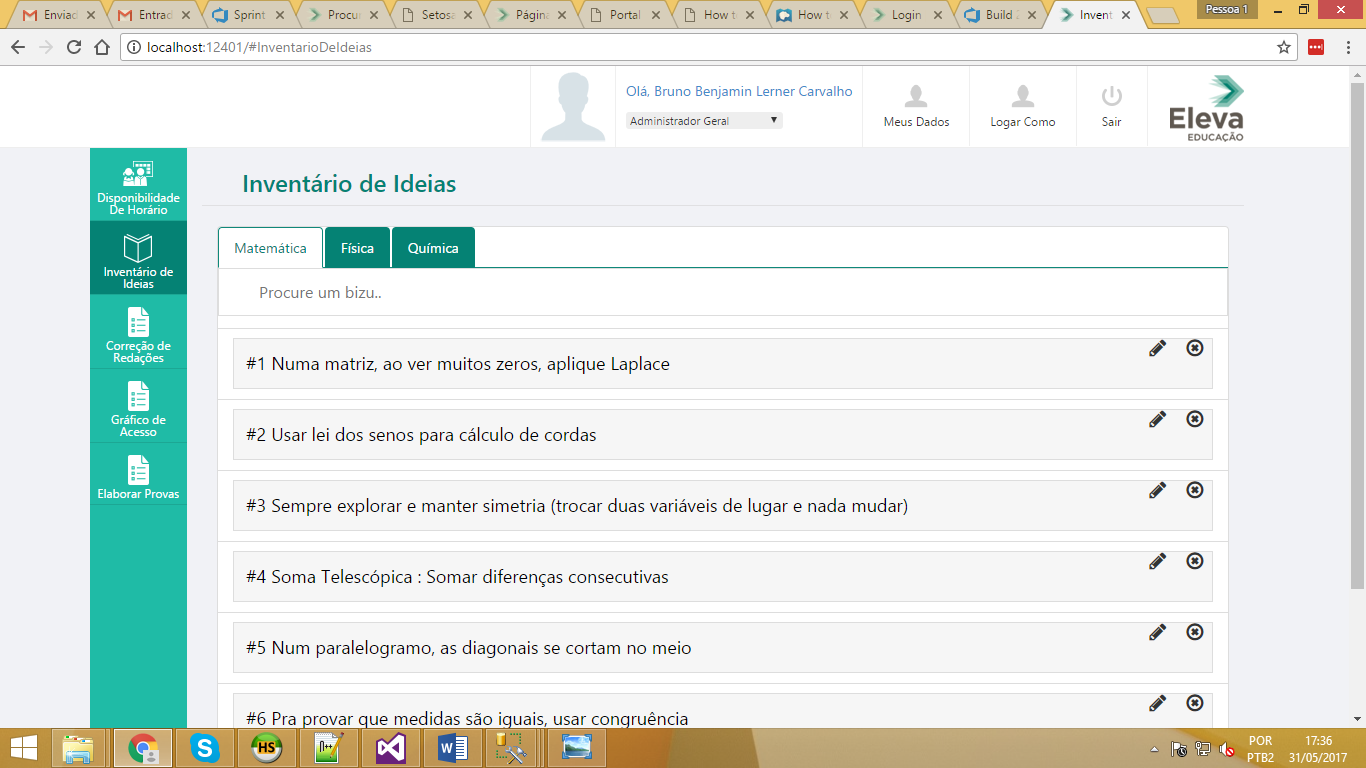 Enviad
Entrad
Sprint
Procu
Setosa
Página
Portal
How t
How t
Login
Build 2
Invent
Pessoa 1
localhost:12401/#InventarioDeIdeias
Olá, Bruno Benjamin Lerner Carvalho
Administrador Geral
Meus Dados
Logar Como
Sair
Eleva
EDUCAÇÃO
Disponibilidade
De Horário
Inventário de
Ideias
Correção de
Redações
Gráfico de
Acesso
Elaborar Provas
Inventário de Ideias
Matemática
Física
Química
Procure um bizu..
#1 Numa matriz, ao ver muitos zeros, aplique Laplace
#2 Usar lei dos senos para cálculo de cordas
#3 Sempre explorar e manter simetria (trocar duas variáveis de lugar e nada mudar)
#4 Soma Telescópica : Somar diferenças consecutivas
#5 Num paralelogramo, as diagonais se cortam no meio
#6 Pra provar que medidas são iguais, usar congruência
HS
POR
PTB2
17:36
31/05/2017